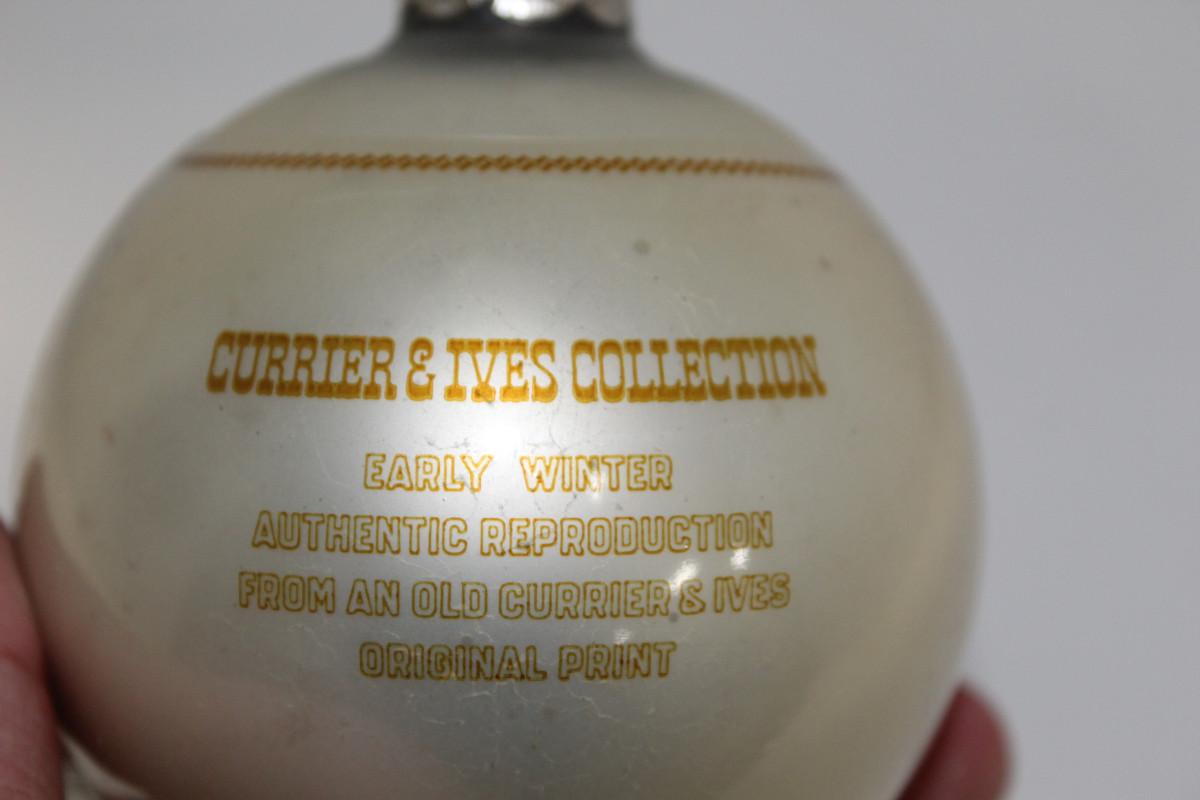 CURRIER & IVES COLLECTION
EARLY WINTER
AUTHENTIC REPRODUCTION
FROM AN OLD CURRIER & IVES
ORIGINAL PRINT